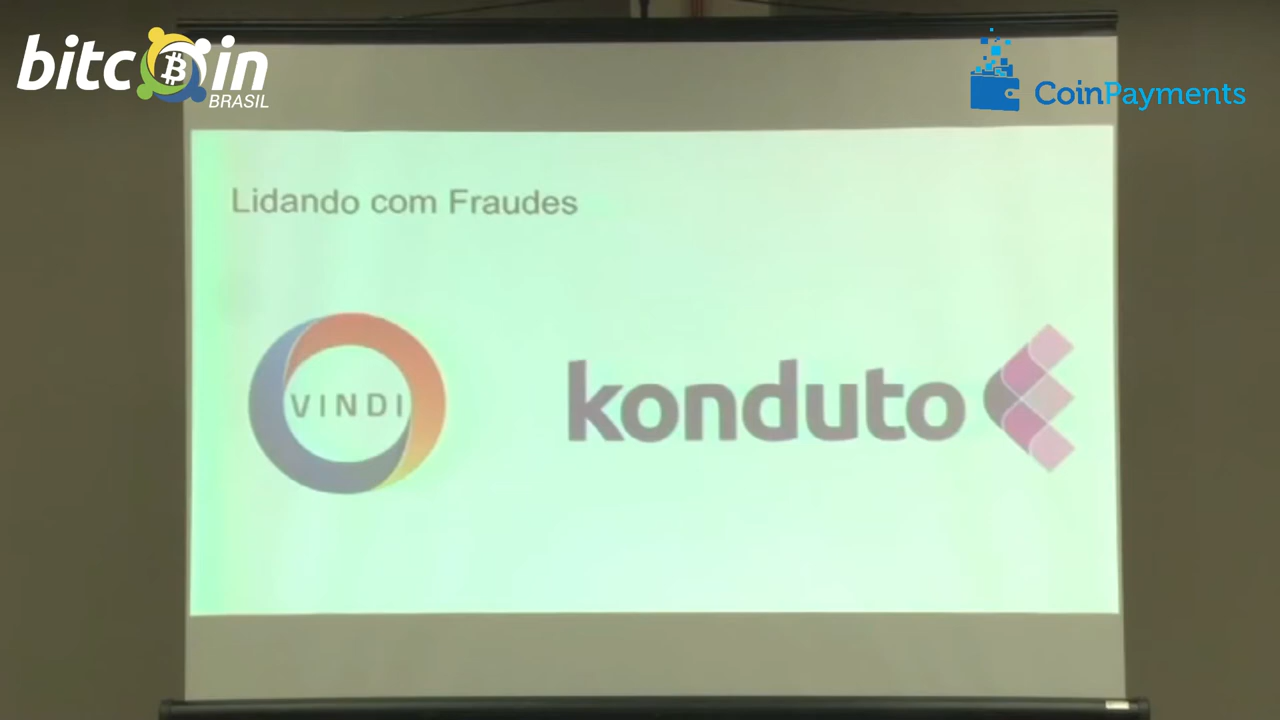 bitcoin
BRASIL
CoinPayments
Lidando com Fraudes
VINDI
konduto